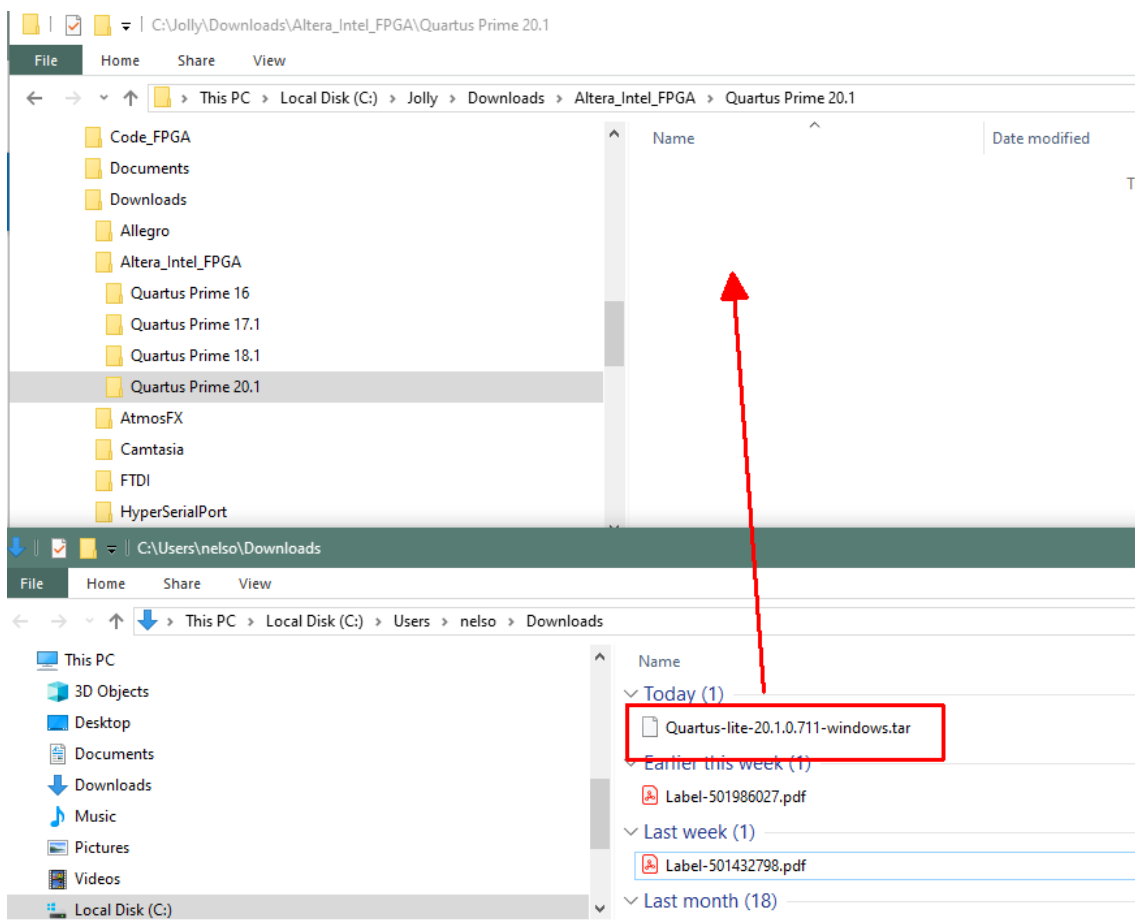 C:\Jolly\Downloads\Altera_Intel_FPGA\Quartus Prime 20.1
File Home Share View
This PC > Local Disk (C:) > Jolly > Downloads > Altera_Intel_FPGA > Quartus Prime 20.1
Code_FPGA
Documents
Downloads
Allegro
Altera_Intel_FPGA
Quartus Prime 16
Quartus Prime 17.1
Quartus Prime 18.1
Quartus Prime 20.1
AtmosFX
Camtasia
FTDI
HyperSerialPort
Name Date modified
T
C:\Users\nelso\Downloads
File Home Share View
This PC > Local Disk (C:) > Users > nelso > Downloads
This PC
3D Objects
Desktop
Documents
Downloads
Music
Pictures
Videos
Local Disk (C:)
Name
Today (1)
Quartus-lite-20.1.0.711-windows.tar
Earlier this week (1)
Label-501986027.pdf
Last week (1)
Label-501432798.pdf
Last month (18)